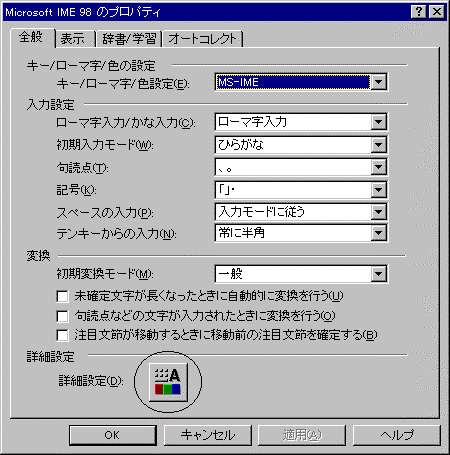 Microsoft IME 98 のプロパティ
全般 表示 辞書/学習 オートコレクト
キー/ローマ字/色の設定
キー/ローマ字/色設定(E): MS-IME
入力設定
ローマ字入力/かな入力(C): ローマ字入力
初期入力モード(W): ひらがな
句読点(T): 、。
記号(K): 「」・
スペースの入力(P): 入力モードに従う
テンキーからの入力(N): 常に半角
変換
初期変換モード(M): 一般
未確定文字が長くなったときに自動的に変換を行う(U)
句読点などの文字が入力されたときに変換を行う(O)
注目文節が移動するときに移動前の注目文節を確定する(B)
詳細設定
詳細設定(D): A
OK キャンセル 適用(A) ヘルプ